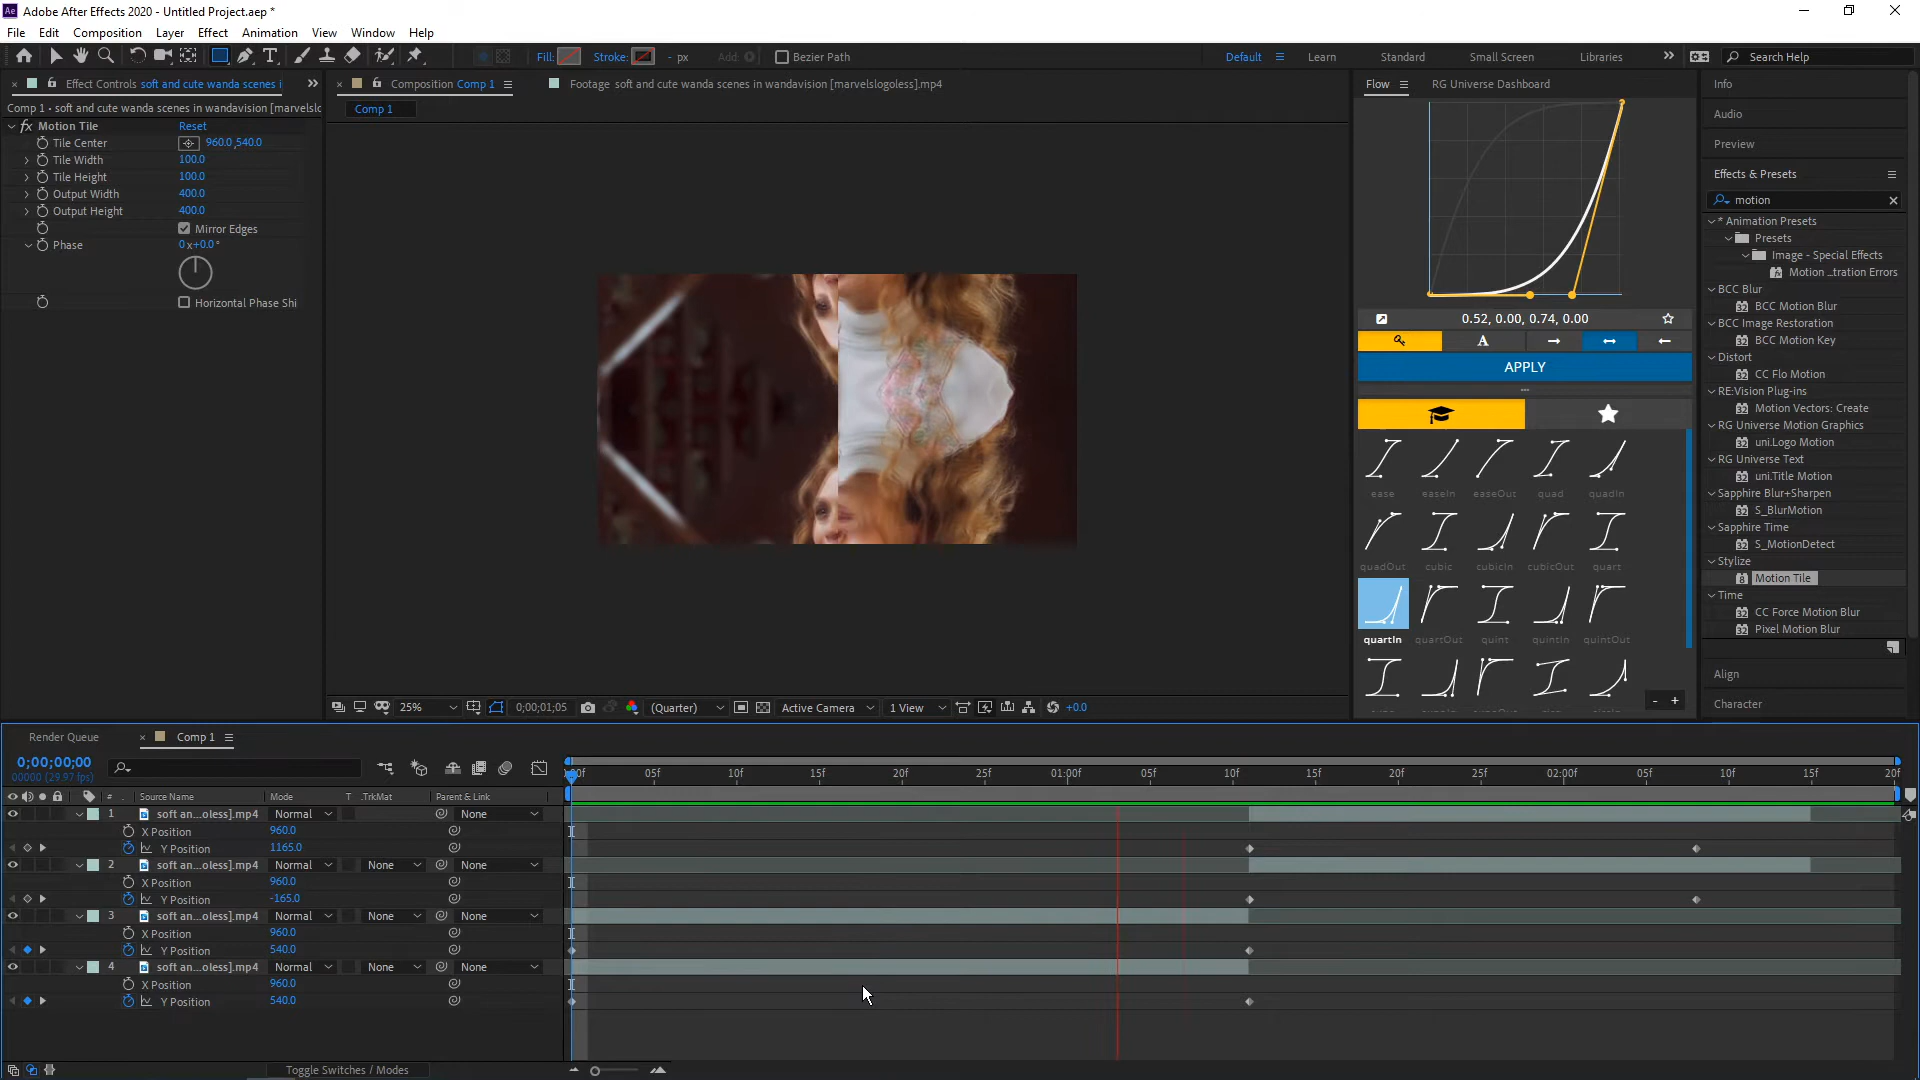 Ae Adobe After Effects 2020 - Untitled Project.aep *
File Edit Composition Layer Effect Animation View Window Help
Fill: Stroke: - px Add: Bezier Path Default Learn Standard Small Screen Libraries Search Help
Effect Controls soft and cute wanda scenes i
Composition Comp 1
Footage soft and cute wanda scenes in wandavision [marvelslogoless].mp4
Flow RG Universe Dashboard
Info
Comp 1 • soft and cute wanda scenes in wandavision [marvelslc
Comp 1
fx Motion Tile Reset
Tile Center 960.0,540.0
Tile Width 100.0
Tile Height 100.0
Output Width 400.0
Output Height 400.0
Mirror Edges
Phase 0x+0.0°
Horizontal Phase Shi
0.52, 0.00, 0.74, 0.00
A
APPLY
ease easeIn easeOut quad quadIn
quadOut cubic cubicIn cubicOut quart
quartIn quartOut quint quintIn quintOut
Audio
Preview
Effects & Presets
motion
* Animation Presets
Presets
Image - Special Effects
Motion ...tration Errors
BCC Blur
BCC Motion Blur
BCC Image Restoration
BCC Motion Key
Distort
CC Flo Motion
RE:Vision Plug-ins
Motion Vectors: Create
RG Universe Motion Graphics
uni.Logo Motion
RG Universe Text
uni.Title Motion
Sapphire Blur+Sharpen
S_BlurMotion
Sapphire Time
S_MotionDetect
Stylize
Motion Tile
Time
CC Force Motion Blur
Pixel Motion Blur
Align
Character
25% 0;00;01;05 (Quarter) Active Camera 1 View +0.0
- +
Render Queue Comp 1
0;00;00;00
00000 (29.97 fps)
:00f 05f 10f 15f 20f 25f 01:00f 05f 10f 15f 20f 25f 02:00f 05f 10f 15f 20f
# Source Name Mode T .TrkMat Parent & Link
1 soft an...oless].mp4 Normal None
X Position 960.0
Y Position 1165.0
2 soft an...oless].mp4 Normal None None
X Position 960.0
Y Position -165.0
3 soft an...oless].mp4 Normal None None
X Position 960.0
Y Position 540.0
4 soft an...oless].mp4 Normal None None
X Position 960.0
Y Position 540.0
Toggle Switches / Modes